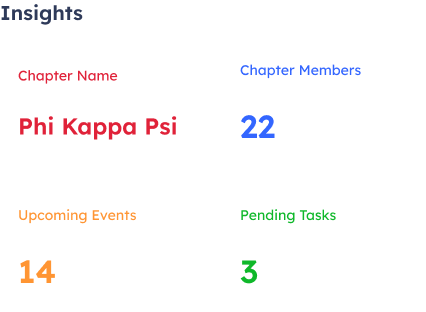 Insights
Chapter Name
Phi Kappa Psi
Chapter Members
22
Upcoming Events
14
Pending Tasks
3